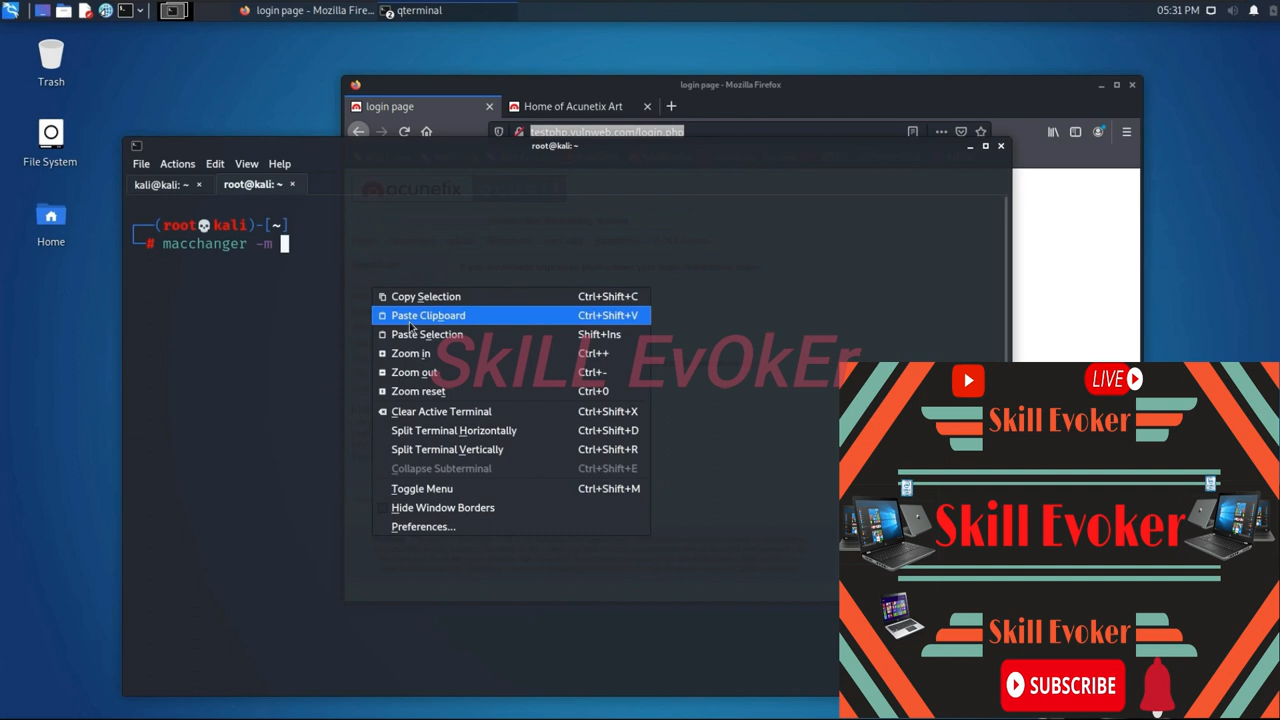 login page - Mozilla Fire...
qterminal
2
05:31 PM
Trash
File System
Home
login page - Mozilla Firefox
login page
Home of Acunetix Art
testphp.vulnweb.com/login.php
root@kali: ~
File Actions Edit View Help
kali@kali: ~
root@kali: ~
(root💀kali)-[~]
# macchanger -m
acunetix
Copy Selection Ctrl+Shift+C
Paste Clipboard Ctrl+Shift+V
Paste Selection Shift+Ins
Zoom in Ctrl++
Zoom out Ctrl+-
Zoom reset Ctrl+0
Clear Active Terminal Ctrl+Shift+X
Split Terminal Horizontally Ctrl+Shift+D
Split Terminal Vertically Ctrl+Shift+R
Collapse Subterminal Ctrl+Shift+E
Toggle Menu Ctrl+Shift+M
Hide Window Borders
Preferences...
SkILL EvOkEr
LIVE
Skill Evoker
Skill Evoker
Skill Evoker
SUBSCRIBE